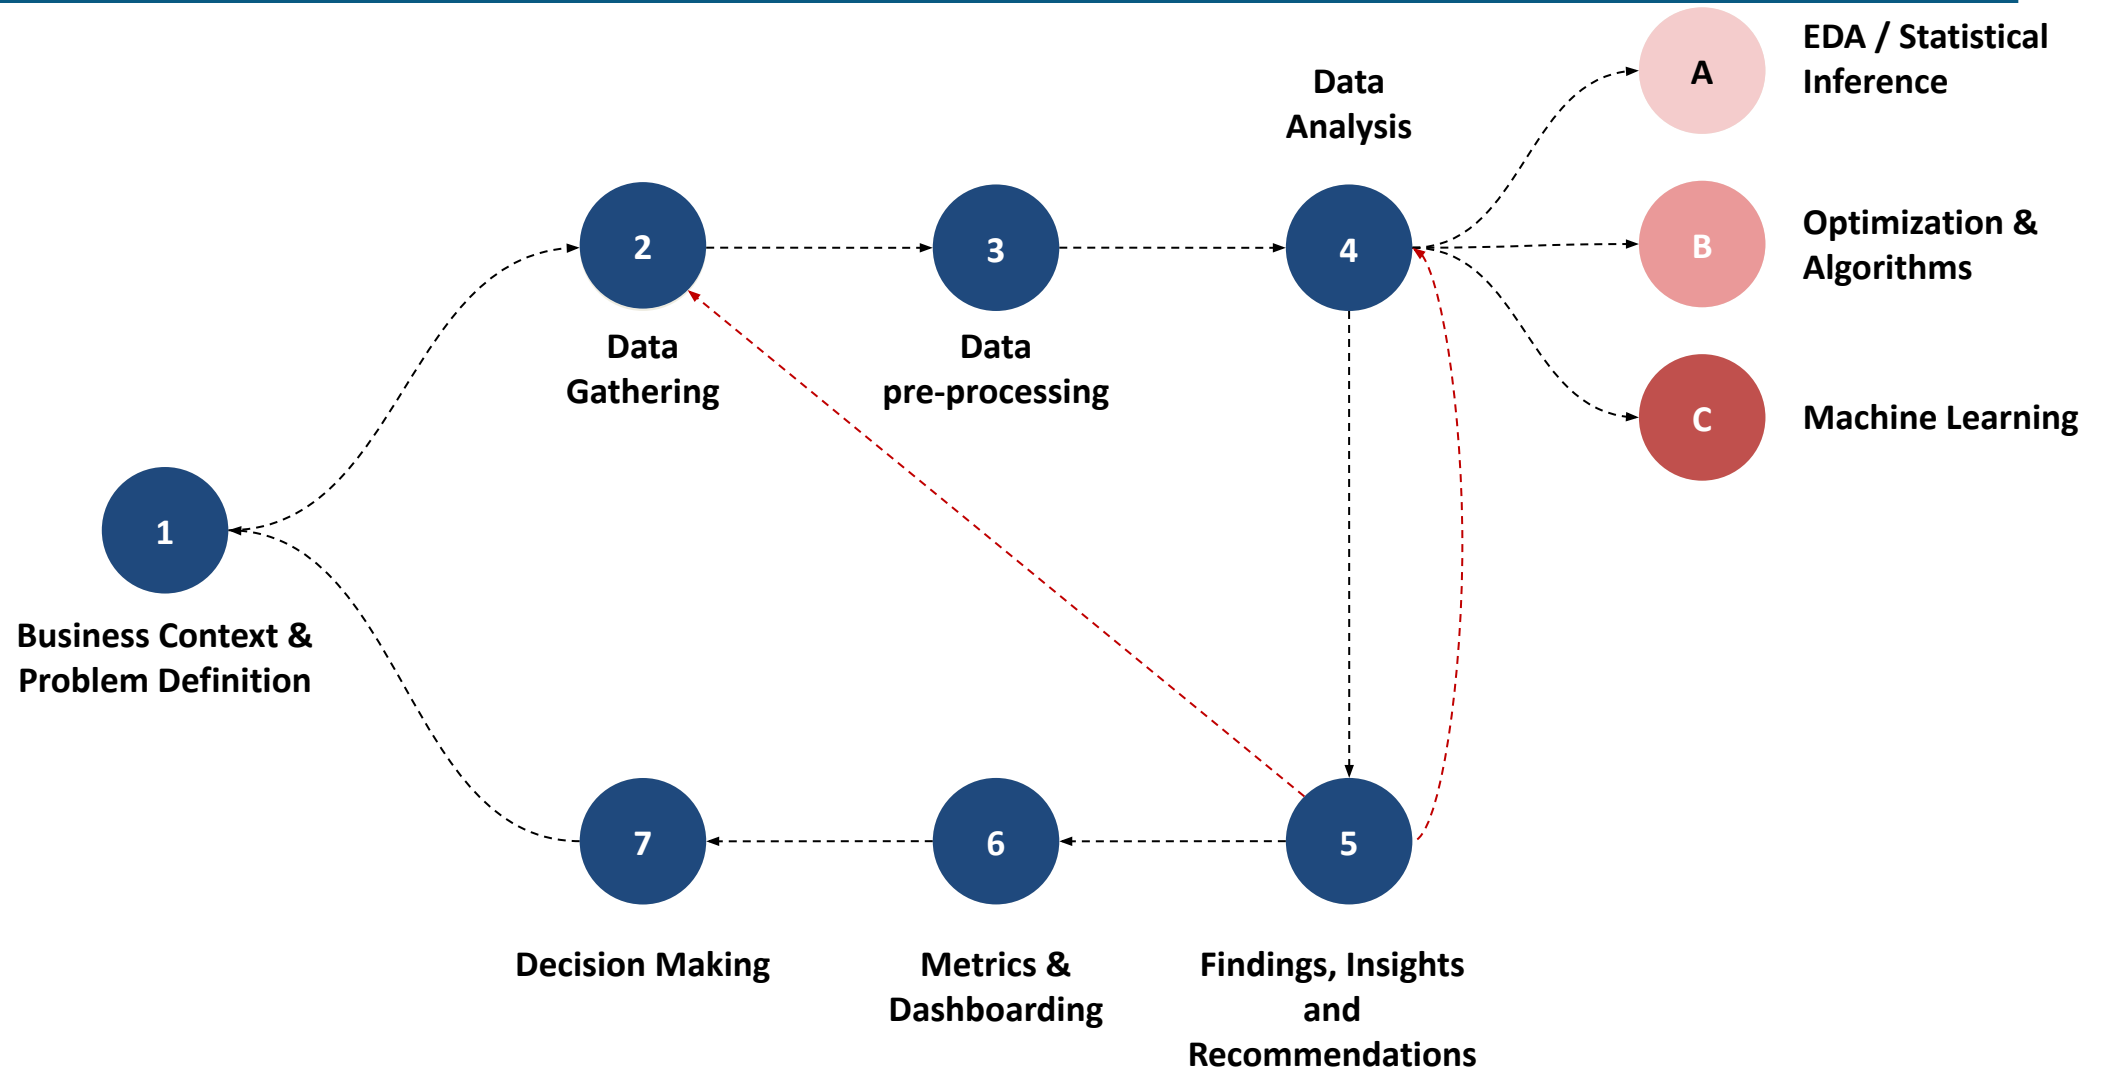 EDA / Statistical
Inference
A
Data
Analysis
2
3
4
B
Optimization &
Algorithms
Data
Gathering
Data
pre-processing
C
Machine Learning
1
Business Context &
Problem Definition
7
6
5
Decision Making
Metrics &
Dashboarding
Findings, Insights
and
Recommendations